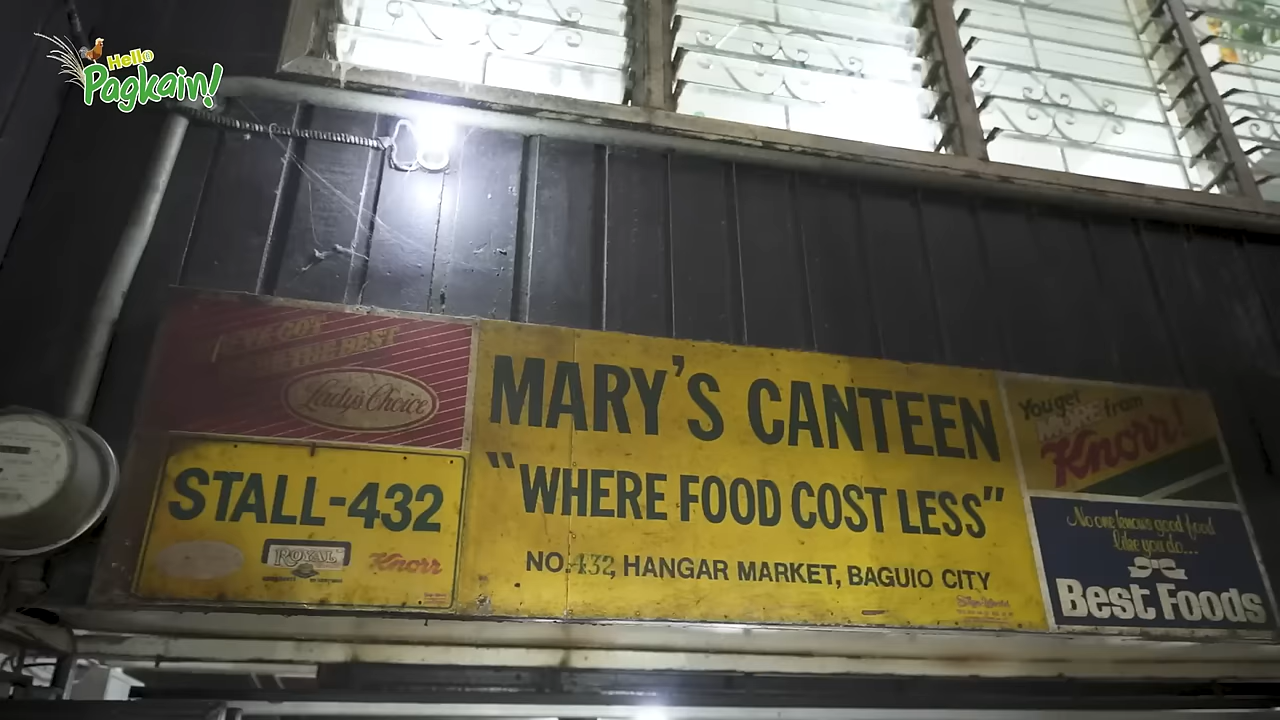 Hello
Pagkain!
Lady's Choice
STALL-432
ROYAL
Knorr
MARY'S CANTEEN
"WHERE FOOD COST LESS"
NO.432, HANGAR MARKET, BAGUIO CITY
You get
MORE from
Knorr!
No one knows good food
like you do...
Best Foods